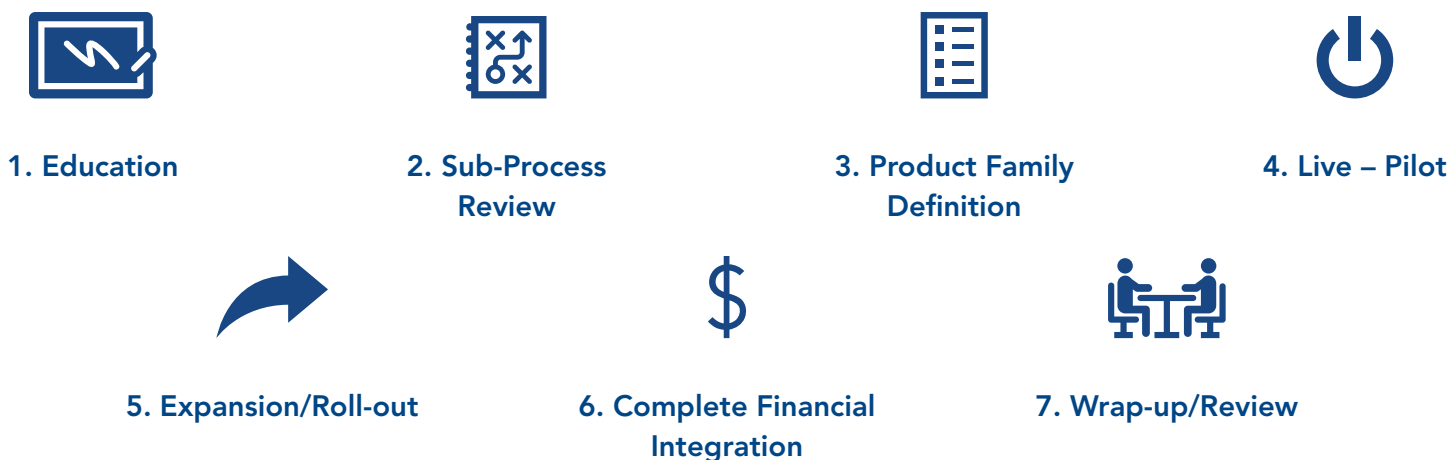 1. Education
2. Sub-Process
Review
3. Product Family
Definition
4. Live – Pilot
5. Expansion/Roll-out
6. Complete Financial
Integration
7. Wrap-up/Review